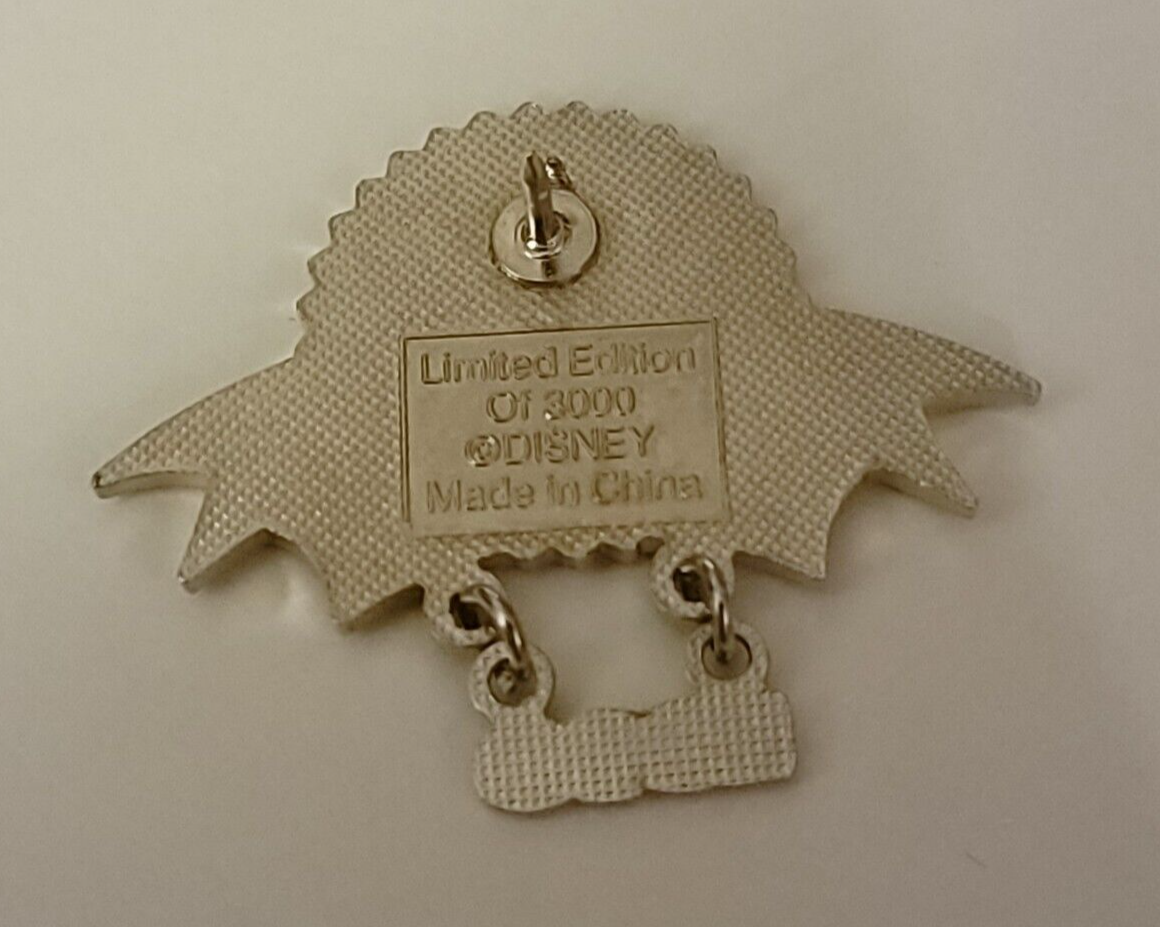 Limited Edition
Of 3000
©DISNEY
Made in China